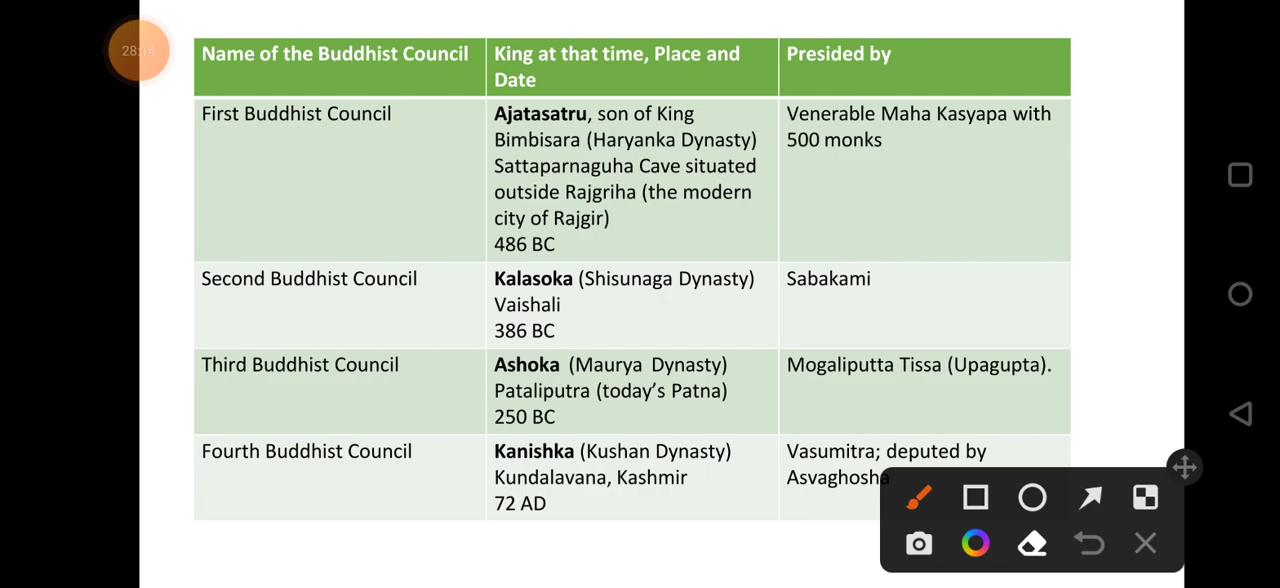 28:14
Name of the Buddhist Council
King at that time, Place and
Date
Presided by
First Buddhist Council
Ajatasatru, son of King
Bimbisara (Haryanka Dynasty)
Sattaparnaguha Cave situated
outside Rajgriha (the modern
city of Rajgir)
486 BC
Venerable Maha Kasyapa with
500 monks
Second Buddhist Council
Kalasoka (Shisunaga Dynasty)
Vaishali
386 BC
Sabakami
Third Buddhist Council
Ashoka (Maurya Dynasty)
Pataliputra (today's Patna)
250 BC
Mogaliputta Tissa (Upagupta).
Fourth Buddhist Council
Kanishka (Kushan Dynasty)
Kundalavana, Kashmir
72 AD
Vasumitra; deputed by
Asvaghosha